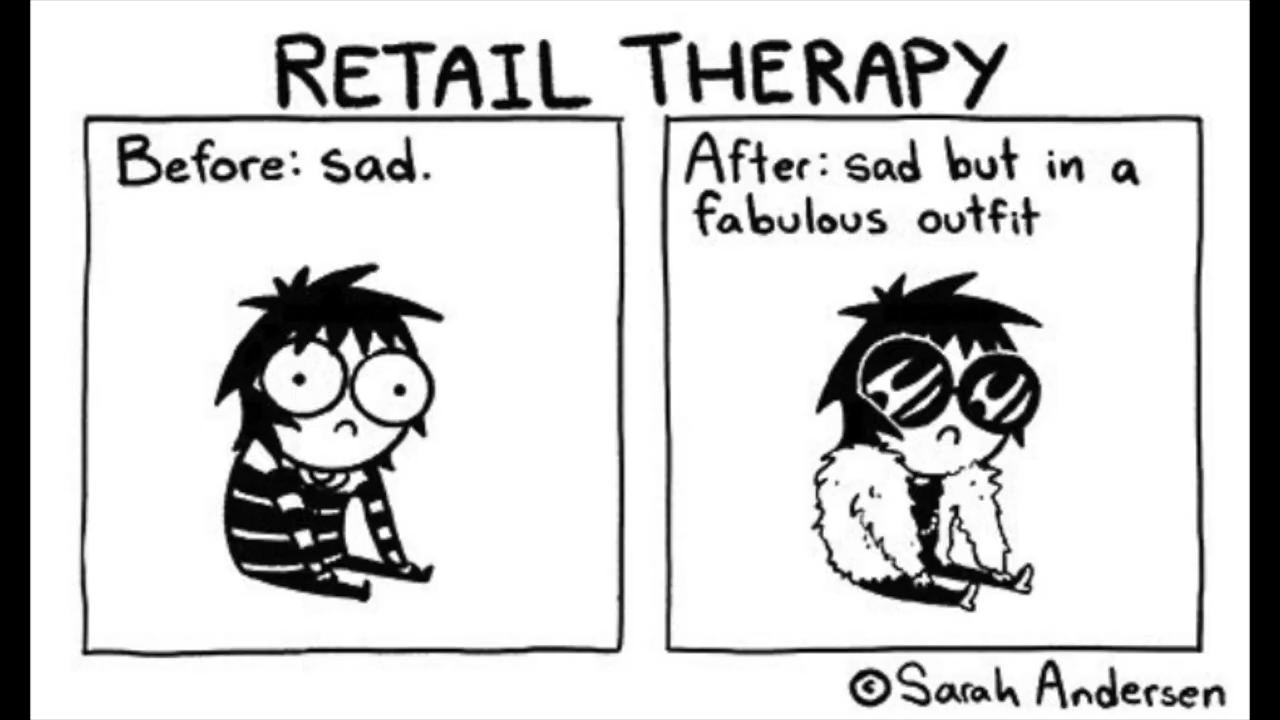 RETAIL THERAPY
Before: sad.
After: sad but in a
fabulous outfit
© Sarah Andersen